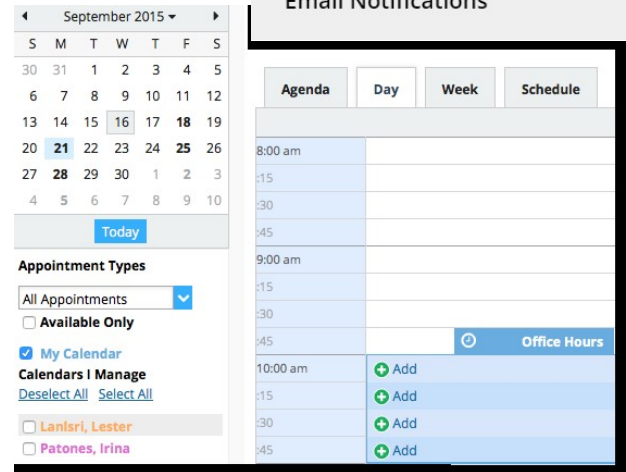 September 2015
S M T W T F S
30 31 1 2 3 4 5
6 7 8 9 10 11 12
13 14 15 16 17 18 19
20 21 22 23 24 25 26
27 28 29 30 1 2 3
4 5 6 7 8 9 10
Today
Appointment Types
All Appointments
Available Only
My Calendar
Calendars I Manage
Deselect All Select All
Lanlsri, Lester
Patones, Irina
Email Notifications
Agenda Day Week Schedule
8:00 am
:15
:30
:45
9:00 am
:15
:30
:45 Office Hours
10:00 am Add
:15 Add
:30 Add
:45 Add